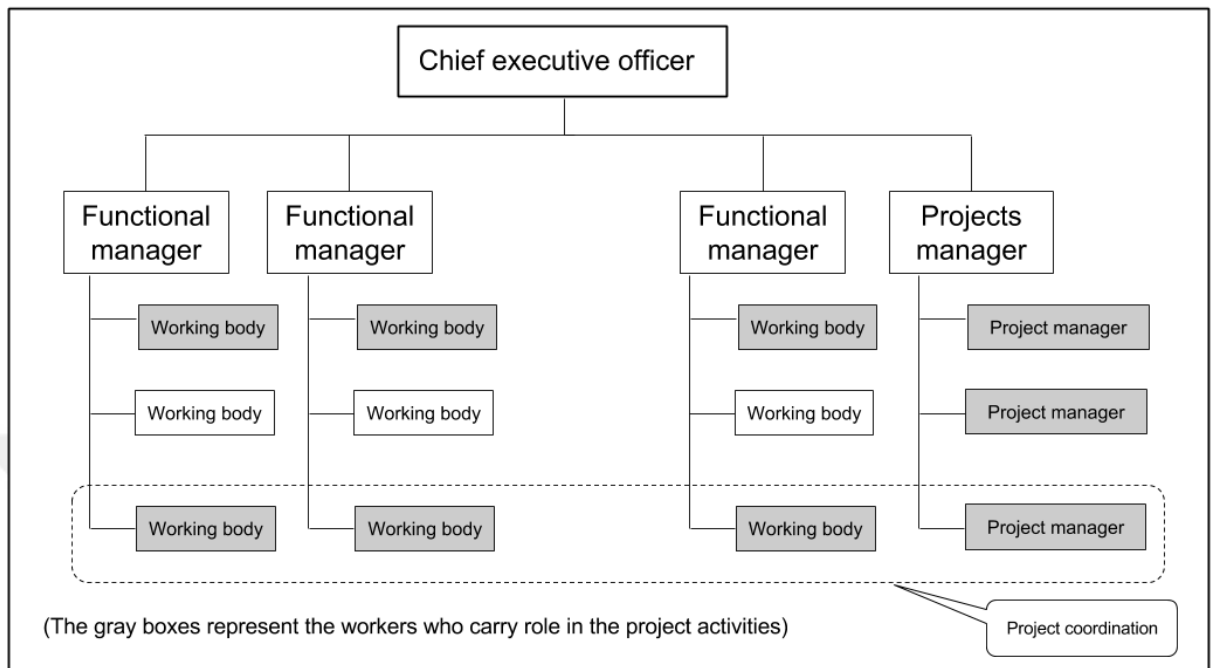 Chief executive officer
Functional
manager
Functional
manager
Functional
manager
Projects
manager
Working body
Working body
Working body
Project manager
Working body
Working body
Working body
Project manager
Working body
Working body
Working body
Project manager
(The gray boxes represent the workers who carry role in the project activities)
Project coordination